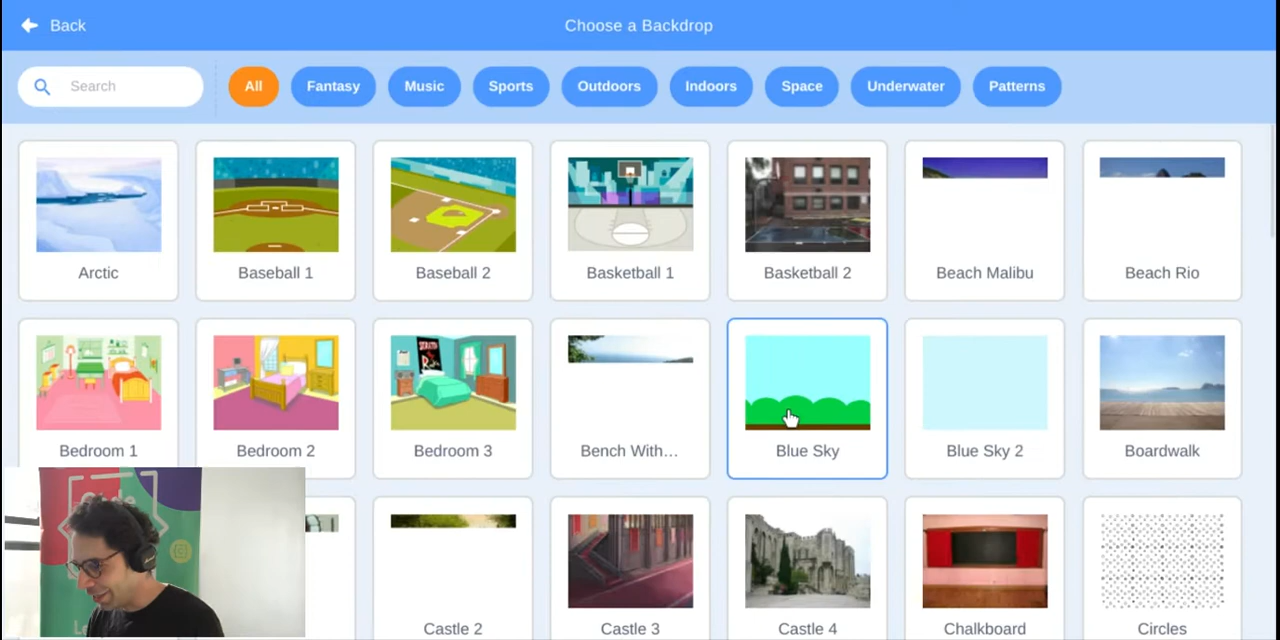 Back
Choose a Backdrop
Search
All
Fantasy
Music
Sports
Outdoors
Indoors
Space
Underwater
Patterns
Arctic
Baseball 1
Baseball 2
Basketball 1
Basketball 2
Beach Malibu
Beach Rio
Bedroom 1
Bedroom 2
Bedroom 3
Bench With...
Blue Sky
Blue Sky 2
Boardwalk
Castle 2
Castle 3
Castle 4
Chalkboard
Circles